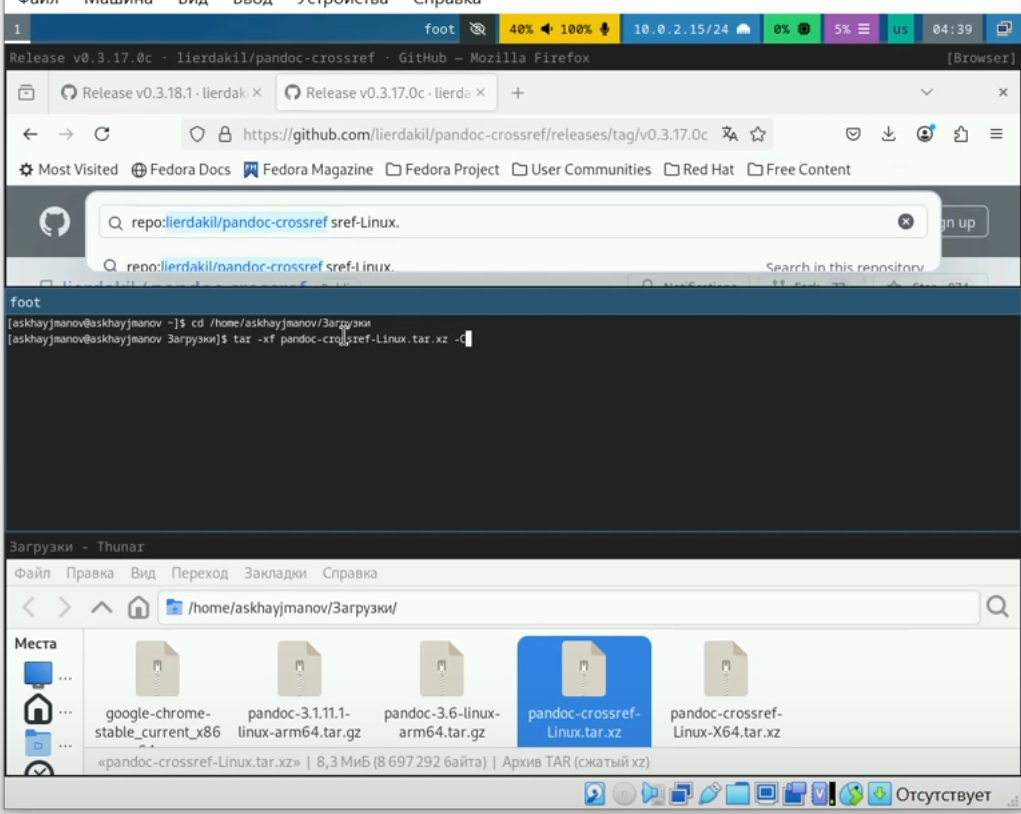 Файл Машина Вид Ввод Устройства Справка
1 foot 40% 100% 10.0.2.15/24 0% 5% us 04:39
Release v0.3.17.0c · lierdakil/pandoc-crossref · GitHub — Mozilla Firefox [Browser]
Release v0.3.18.1 · lierdaki × Release v0.3.17.0c · lierda × +
https://github.com/lierdakil/pandoc-crossref/releases/tag/v0.3.17.0c
Most Visited Fedora Docs Fedora Magazine Fedora Project User Communities Red Hat Free Content
repo:lierdakil/pandoc-crossref sref-Linux. gn up
repo:lierdakil/pandoc-crossref sref-Linux. Search in this repository
foot
[askhayjmanov@askhayjmanov ~]$ cd /home/askhayjmanov/Загрузки
[askhayjmanov@askhayjmanov Загрузки]$ tar -xf pandoc-crossref-Linux.tar.xz -C
Загрузки - Thunar
Файл Правка Вид Переход Закладки Справка
/home/askhayjmanov/Загрузки/
Места
google-chrome- pandoc-3.1.11.1- pandoc-3.6-linux- pandoc-crossref- pandoc-crossref-
stable_current_x86 linux-arm64.tar.gz arm64.tar.gz Linux.tar.xz Linux-X64.tar.xz
«pandoc-crossref-Linux.tar.xz» | 8,3 МиБ (8 697 292 байта) | Архив TAR (сжатый xz)
Отсутствует